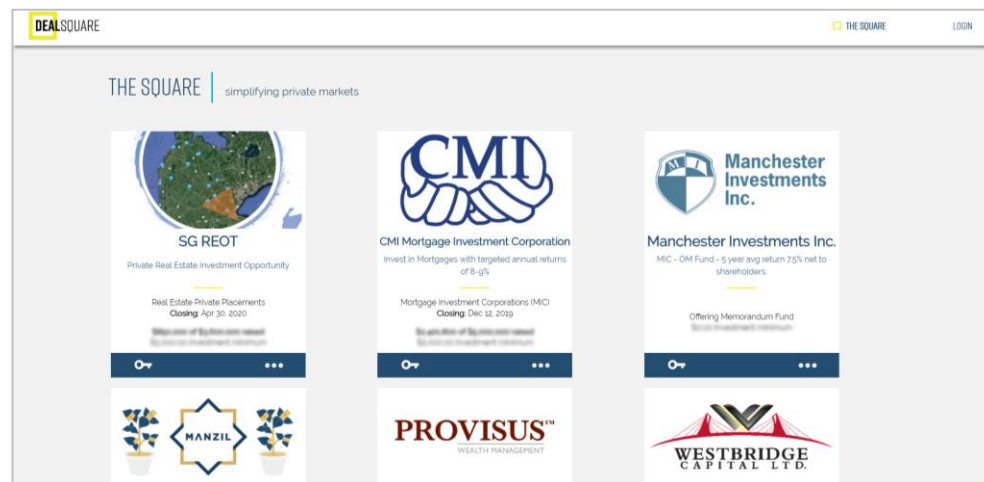 DEALSQUARE
THE SQUARE
LOGIN
THE SQUARE
simplifying private markets
SG REOT
Private Real Estate Investment Opportunity
Real Estate Private Placements
Closing: Apr 30, 2020
CMI
CMI Mortgage Investment Corporation
Invest in Mortgages with targeted annual returns
of 8-9%
Mortgage Investment Corporations (MIC)
Closing: Dec 12, 2019
M I
Manchester
Investments
Inc.
Manchester Investments Inc.
MIC - OM Fund - 5 year avg return 7.5% net to
shareholders
Offering Memorandum Fund
MANZIL
PROVISUS™
WEALTH MANAGEMENT
WESTBRIDGE
CAPITAL LTD.